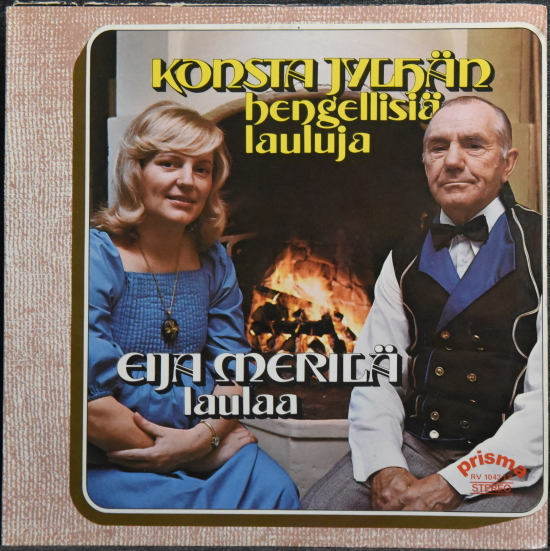 KONSTA JYLHÄN
hengellisiä
lauluja
EIJA MERILÄ
laulaa
prisma
STEREO